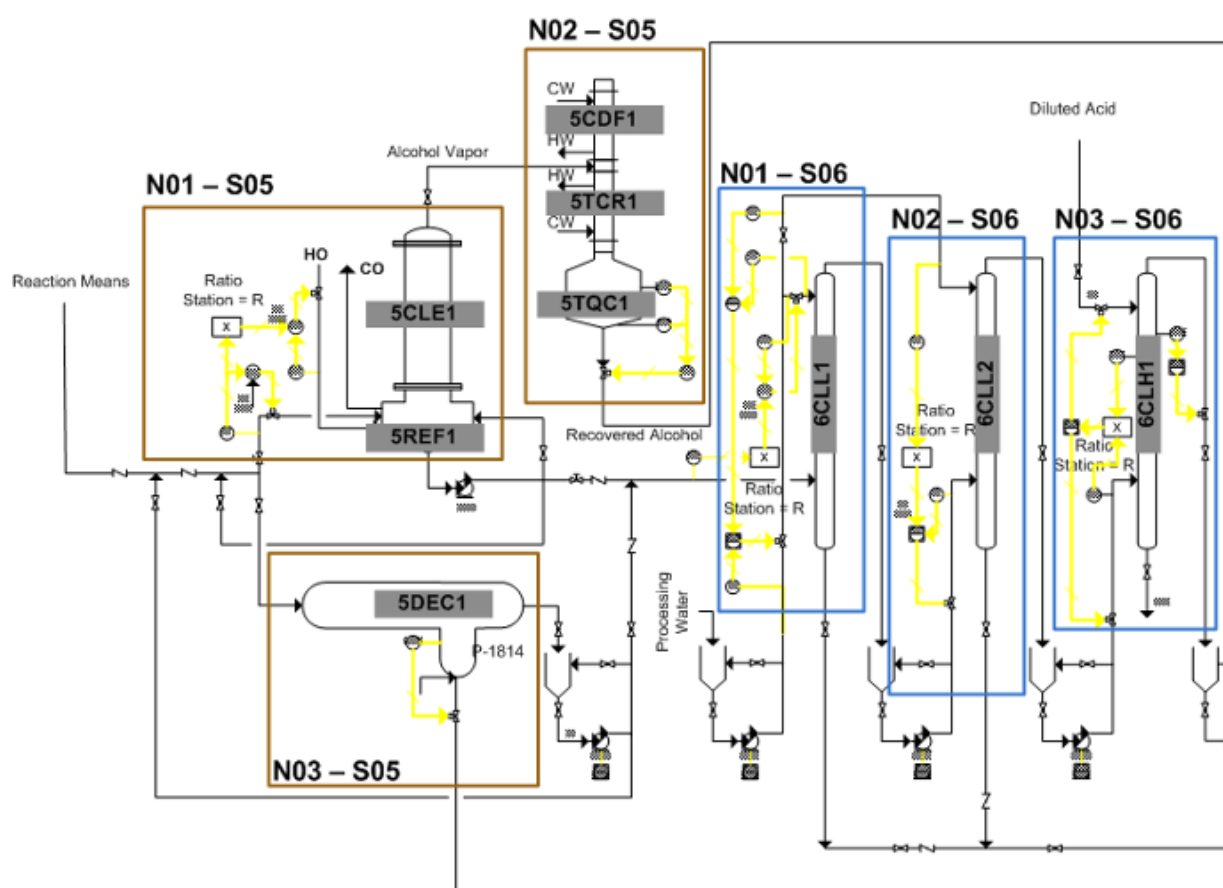 N02 – S05
CW
5CDF1
Diluted Acid
HW
Alcohol Vapor
N01 – S06
HW
N01 – S05
5TCR1
N02 – S06
N03 – S06
CW
HO
CO
Reaction Means
Ratio
Station = R
X
5CLE1
5TQC1
6CLL1
6CLL2
6CLH1
Ratio
Station = R
X
X
Ratio
Station = R
5REF1
Recovered Alcohol
X
Ratio
Station = R
5DEC1
P-1814
Processing
Water
N03 – S05